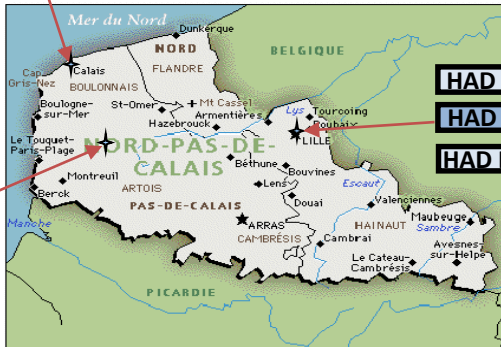 Mer du Nord
Dunkerque
NORD
BELGIQUE
FLANDRE
Calais
Cap
Gris-Nez
BOULONNAIS
HAD
Boulogne-
sur-Mer
St-Omer
Mt Cassel
Lys
Tourcoing
Armentières
Roubaix
HAD
Hazebrouck
LILLE
Le Touquet-
Paris-Plage
NORD-PAS-DE-
CALAIS
HAD
Béthune
Bouvines
Montreuil
ARTOIS
Lens
Escaut
Berck
PAS-DE-CALAIS
Douai
Valenciennes
Manche
ARRAS
HAINAUT
Maubeuge
Sambre
CAMBRÉSIS
Cambrai
Avesnes-
sur-Helpe
Le Cateau-
Cambrésis
PICARDIE